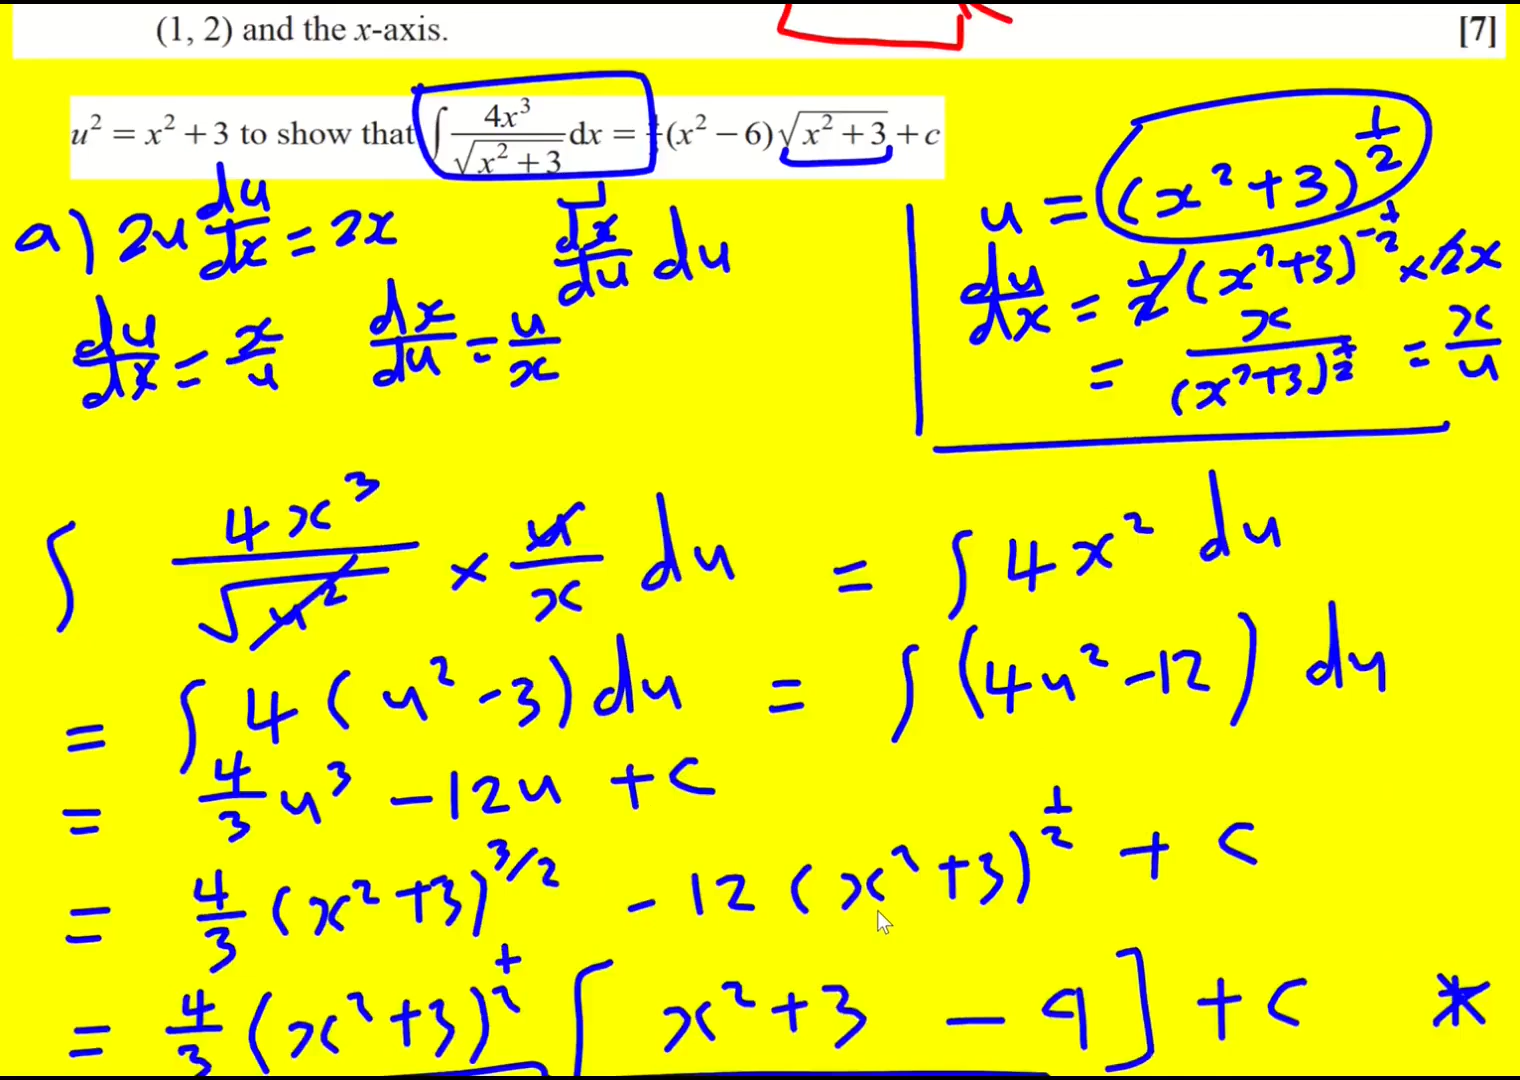 (1, 2) and the x-axis. [7]
u² = x² + 3 to show that ∫ 4x³/√(x² + 3) dx = (x² − 6)√(x² + 3) + c
a) 2u du/dx = 2x
dx/du du
du/dx = x/u dx/du = u/x
u = (x² + 3)^(1/2)
du/dx = 1/2 (x² + 3)^(-1/2) × 2x
= x/(x² + 3)^(1/2) = x/u
∫ 4x³/√(u²) × u/x du = ∫ 4x² du
= ∫ 4(u² - 3) du = ∫ (4u² - 12) du
= 4/3 u³ - 12u + c
= 4/3 (x² + 3)^(3/2) - 12 (x² + 3)^(1/2) + c
= 4/3 (x² + 3)^(1/2) [x² + 3 - 9] + c *